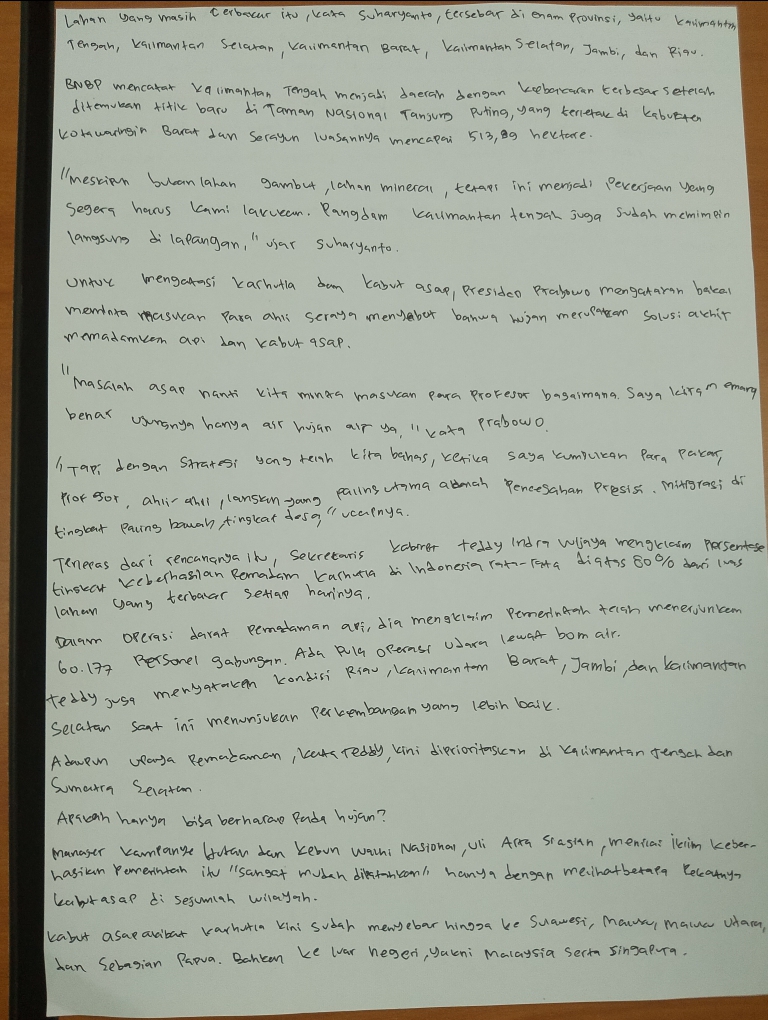 Lahan yang masih terbakar itu, kata Suharyanto, tersebar di enam Provinsi, yaitu Kalimantan
Tengah, Kalimantan Selatan, Kalimantan Barat, Kalimantan Selatan, Jambi, dan Riau.
BNBP mencatat Kalimantan Tengah menjadi daerah dengan kebakaran terbesar setelah
ditemukan titik baru di Taman Nasional Tanjung Puting, yang terletak di kabupaten
Kotawaringin Barat dan Seruyan luasannya mencapai 513,89 hektare.
"Meskipun bukan lahan gambut, lahan mineral, tetapi ini menjadi Pekerjaan yang
Segera harus kami lakukan. Pangdam Kalimantan tengah juga sudah memimpin
langsung di lapangan," ujar Suharyanto.
Untuk mengatasi karhutla dan kabut asap, Presiden Prabowo mengatakan bakal
meminta masukan Para ahli seraya menyebut bahwa hujan merupakan solusi akhir
memadamkan api dan kabut asap.
"Masalah asap nanti kita minta masukan para Profesor bagaimana. Saya kira memang
benar ujungnya hanya air hujan air ya," kata Prabowo.
"Tapi dengan Strategi yang telah kita bahas, ketika saya kumpulkan Para Pakar,
Prof sor, ahli-ahli, yang paling utama adalah Pencegahan Presisi. Mitigasi di
tingkat Paling bawah, tingkat desa" ucapnya.
Terlepas dari rencananya itu, Sekretaris kabinet Teddy Indra Wijaya mengklaim persentase
tingkat keberhasilan Pemadam karhutla di Indonesia rata-rata diatas 80% dari luas
lahan yang terbakar setiap harinya.
Dalam operasi darat pemadaman api, dia mengklaim Pemerintah telah menerjunkan
60.177 Personel gabungan. Ada Pula operasi udara lewat bom air.
Teddy juga menyatakan kondisi Riau, Kalimantan Barat, Jambi, dan Kalimantan
Selatan saat ini menunjukan Perkembangan yang lebih baik.
Adapun upaya Pemadaman, kata Teddy, kini diprioritaskan di Kalimantan Tengah dan
Sumatra Selatan.
Apakah hanya bisa berharap Pada hujan?
Manager Kampanye Hutan dan Kebun Walhi Nasional, Uli Arta Siagian, menilai iklim keber-
hasilan Pemerintah itu "sangat mudah dipatahkan" hanya dengan melihat betapa Pekatnya
kabut asap di sejumlah wilayah.
Kabut asap akibat karhutla kini sudah menyebar hingga ke Sulawesi, Maluku, Maluku Utara,
dan Sebagian Papua. Bahkan ke luar negeri, yakni Malaysia serta Singapura.